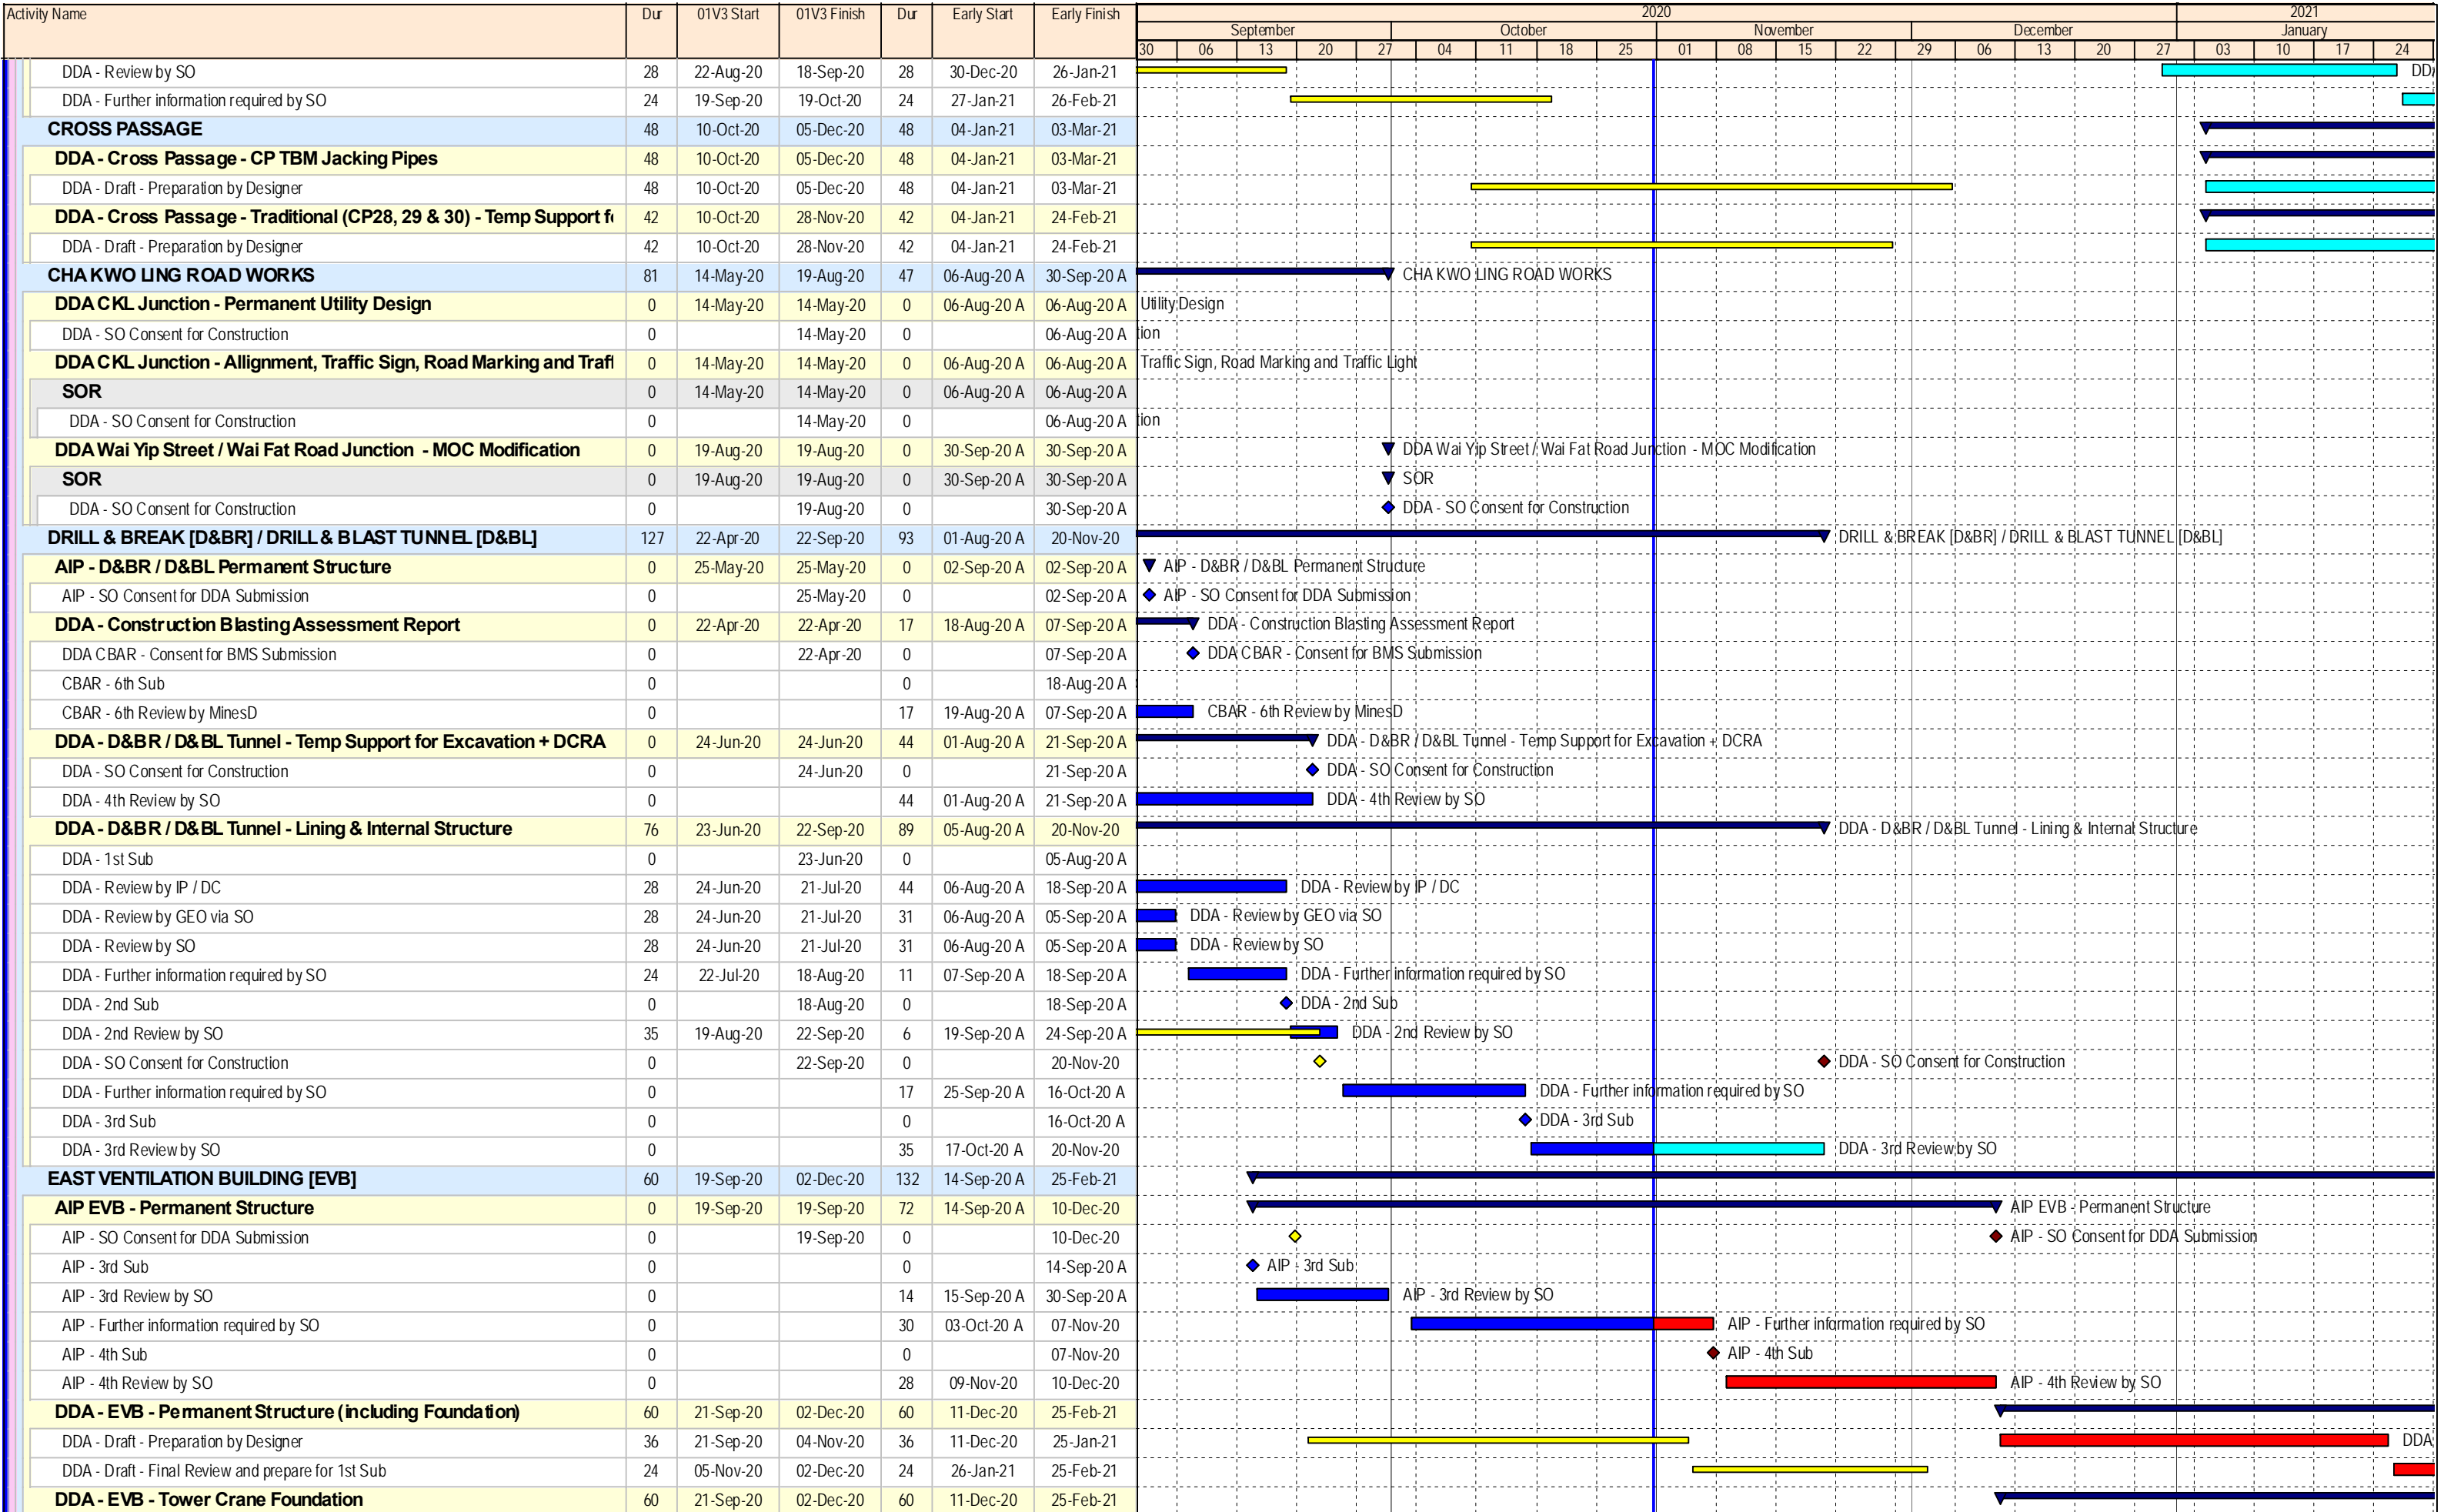 Activity Name Dur 01V3 Start 01V3 Finish Dur Early Start Early Finish 2020 2021
September October November December January
30 06 13 20 27 04 11 18 25 01 08 15 22 29 06 13 20 27 03 10 17 24
DDA - Review by SO 28 22-Aug-20 18-Sep-20 28 30-Dec-20 26-Jan-21
DDA - Further information required by SO 24 19-Sep-20 19-Oct-20 24 27-Jan-21 26-Feb-21
CROSS PASSAGE 48 10-Oct-20 05-Dec-20 48 04-Jan-21 03-Mar-21
DDA - Cross Passage - CP TBM Jacking Pipes 48 10-Oct-20 05-Dec-20 48 04-Jan-21 03-Mar-21
DDA - Draft - Preparation by Designer 48 10-Oct-20 05-Dec-20 48 04-Jan-21 03-Mar-21
DDA - Cross Passage - Traditional (CP28, 29 & 30) - Temp Support 42 10-Oct-20 28-Nov-20 42 04-Jan-21 24-Feb-21
DDA - Draft - Preparation by Designer 42 10-Oct-20 28-Nov-20 42 04-Jan-21 24-Feb-21
CHA KWO LING ROAD WORKS 81 14-May-20 19-Aug-20 47 06-Aug-20 A 30-Sep-20 A CHA KWO LING ROAD WORKS
DDA CKL Junction - Permanent Utility Design 0 14-May-20 14-May-20 0 06-Aug-20 A 06-Aug-20 A Utility Design
DDA - SO Consent for Construction 0 14-May-20 0 06-Aug-20 A tion
DDA CKL Junction - Allignment, Traffic Sign, Road Marking and Traff 0 14-May-20 14-May-20 0 06-Aug-20 A 06-Aug-20 A Traffic Sign, Road Marking and Traffic Light
SOR 0 14-May-20 14-May-20 0 06-Aug-20 A 06-Aug-20 A
DDA - SO Consent for Construction 0 14-May-20 0 06-Aug-20 A tion
DDA Wai Yip Street / Wai Fat Road Junction - MOC Modification 0 19-Aug-20 19-Aug-20 0 30-Sep-20 A 30-Sep-20 A DDA Wai Yip Street / Wai Fat Road Junction - MOC Modification
SOR 0 19-Aug-20 19-Aug-20 0 30-Sep-20 A 30-Sep-20 A SOR
DDA - SO Consent for Construction 0 19-Aug-20 0 30-Sep-20 A DDA - SO Consent for Construction
DRILL & BREAK [D&BR] / DRILL & BLAST TUNNEL [D&BL] 127 22-Apr-20 22-Sep-20 93 01-Aug-20 A 20-Nov-20 DRILL & BREAK [D&BR] / DRILL & BLAST TUNNEL [D&BL]
AIP - D&BR / D&BL Permanent Structure 0 25-May-20 25-May-20 0 02-Sep-20 A 02-Sep-20 A AIP - D&BR / D&BL Permanent Structure
AIP - SO Consent for DDA Submission 0 25-May-20 0 02-Sep-20 A AIP - SO Consent for DDA Submission
DDA - Construction Blasting Assessment Report 0 22-Apr-20 22-Apr-20 17 18-Aug-20 A 07-Sep-20 A DDA - Construction Blasting Assessment Report
DDA CBAR - Consent for BMS Submission 0 22-Apr-20 0 07-Sep-20 A DDA CBAR - Consent for BMS Submission
CBAR - 6th Sub 0 0 18-Aug-20 A
CBAR - 6th Review by MinesD 0 17 19-Aug-20 A 07-Sep-20 A CBAR - 6th Review by MinesD
DDA - D&BR / D&BL Tunnel - Temp Support for Excavation + DCRA 0 24-Jun-20 24-Jun-20 44 01-Aug-20 A 21-Sep-20 A DDA - D&BR / D&BL Tunnel - Temp Support for Excavation + DCRA
DDA - SO Consent for Construction 0 24-Jun-20 0 21-Sep-20 A DDA - SO Consent for Construction
DDA - 4th Review by SO 0 44 01-Aug-20 A 21-Sep-20 A DDA - 4th Review by SO
DDA - D&BR / D&BL Tunnel - Lining & Internal Structure 76 23-Jun-20 22-Sep-20 89 05-Aug-20 A 20-Nov-20 DDA - D&BR / D&BL Tunnel - Lining & Internal Structure
DDA - 1st Sub 0 23-Jun-20 0 05-Aug-20 A
DDA - Review by IP / DC 28 24-Jun-20 21-Jul-20 44 06-Aug-20 A 18-Sep-20 A DDA - Review by IP / DC
DDA - Review by GEO via SO 28 24-Jun-20 21-Jul-20 31 06-Aug-20 A 05-Sep-20 A DDA - Review by GEO via SO
DDA - Review by SO 28 24-Jun-20 21-Jul-20 31 06-Aug-20 A 05-Sep-20 A DDA - Review by SO
DDA - Further information required by SO 24 22-Jul-20 18-Aug-20 11 07-Sep-20 A 18-Sep-20 A DDA - Further information required by SO
DDA - 2nd Sub 0 18-Aug-20 0 18-Sep-20 A DDA - 2nd Sub
DDA - 2nd Review by SO 35 19-Aug-20 22-Sep-20 6 19-Sep-20 A 24-Sep-20 A DDA - 2nd Review by SO
DDA - SO Consent for Construction 0 22-Sep-20 0 20-Nov-20 DDA - SO Consent for Construction
DDA - Further information required by SO 0 17 25-Sep-20 A 16-Oct-20 A DDA - Further information required by SO
DDA - 3rd Sub 0 0 16-Oct-20 A DDA - 3rd Sub
DDA - 3rd Review by SO 0 35 17-Oct-20 A 20-Nov-20 DDA - 3rd Review by SO
EAST VENTILATION BUILDING [EVB] 60 19-Sep-20 02-Dec-20 132 14-Sep-20 A 25-Feb-21
AIP EVB - Permanent Structure 0 19-Sep-20 19-Sep-20 72 14-Sep-20 A 10-Dec-20 AIP EVB - Permanent Structure
AIP - SO Consent for DDA Submission 0 19-Sep-20 0 10-Dec-20 AIP - SO Consent for DDA Submission
AIP - 3rd Sub 0 0 14-Sep-20 A AIP - 3rd Sub
AIP - 3rd Review by SO 0 14 15-Sep-20 A 30-Sep-20 A AIP - 3rd Review by SO
AIP - Further information required by SO 0 30 03-Oct-20 A 07-Nov-20 AIP - Further information required by SO
AIP - 4th Sub 0 0 07-Nov-20 AIP - 4th Sub
AIP - 4th Review by SO 0 28 09-Nov-20 10-Dec-20 AIP - 4th Review by SO
DDA - EVB - Permanent Structure (including Foundation) 60 21-Sep-20 02-Dec-20 60 11-Dec-20 25-Feb-21
DDA - Draft - Preparation by Designer 36 21-Sep-20 04-Nov-20 36 11-Dec-20 25-Jan-21 DDA
DDA - Draft - Final Review and prepare for 1st Sub 24 05-Nov-20 02-Dec-20 24 26-Jan-21 25-Feb-21
DDA - EVB - Tower Crane Foundation 60 21-Sep-20 02-Dec-20 60 11-Dec-20 25-Feb-21